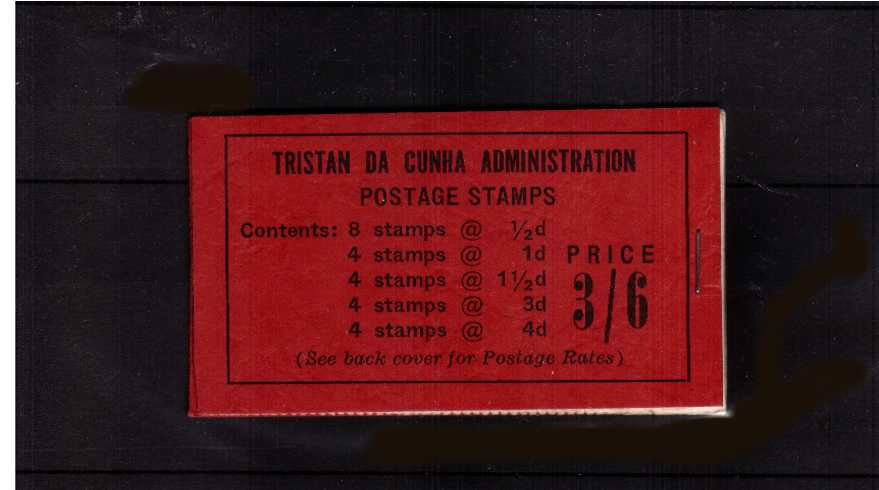 TRISTAN DA CUNHA ADMINISTRATION
POSTAGE STAMPS
Contents: 8 stamps @ ½d
4 stamps @ 1d
4 stamps @ 1½d
4 stamps @ 3d
4 stamps @ 4d
PRICE
3/6
(See back cover for Postage Rates)